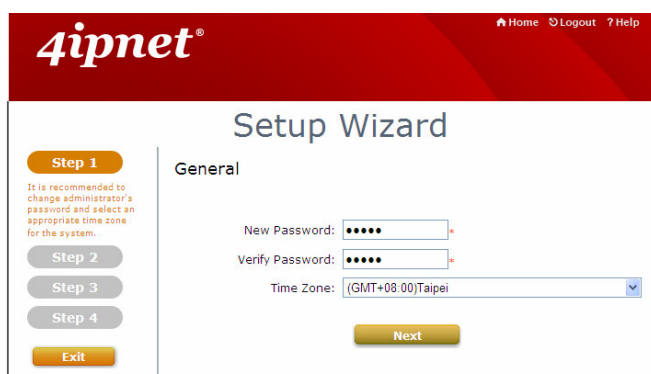 4ipnet®
Home Logout ? Help
Setup Wizard
Step 1
It is recommended to
change administrator's
password and select an
appropriate time zone
for the system.
Step 2
Step 3
Step 4
Exit
General
New Password: ••••• *
Verify Password: ••••• *
Time Zone: (GMT+08:00)Taipei
Next